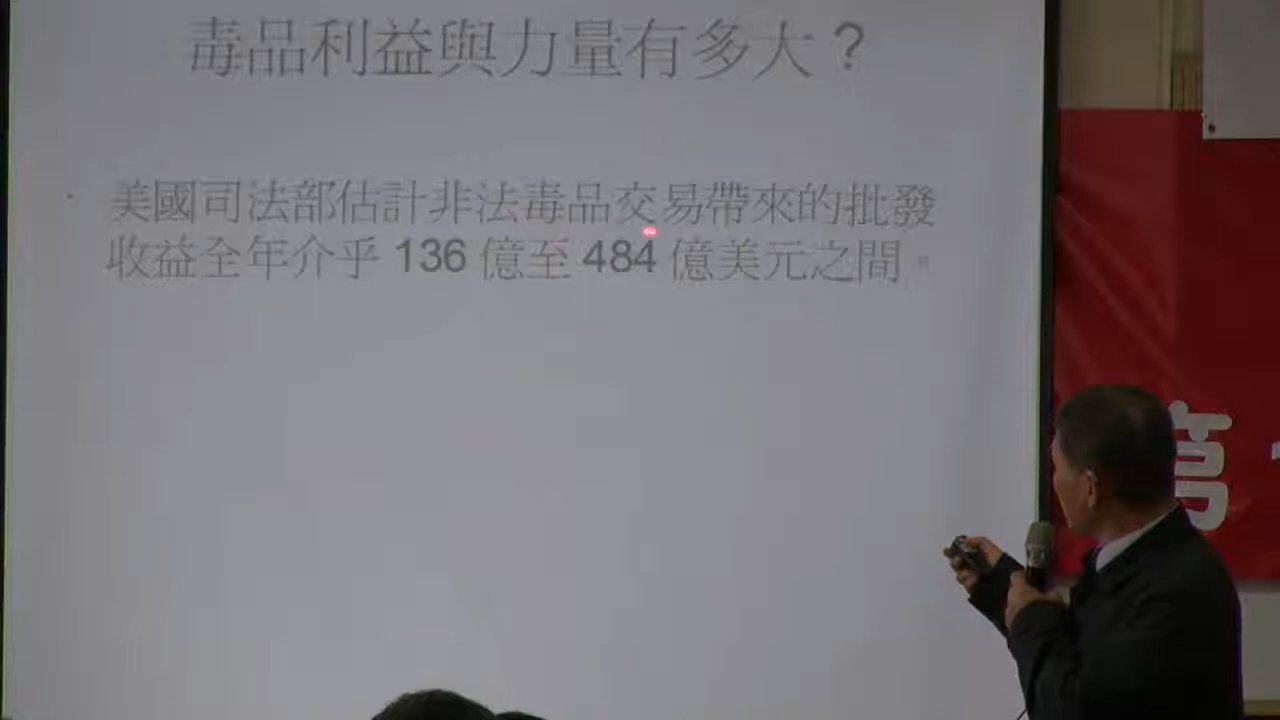 毒品利益與力量有多大？
· 美國司法部估計非法毒品交易帶來的批發
收益全年介乎 136 億至 484 億美元之間。